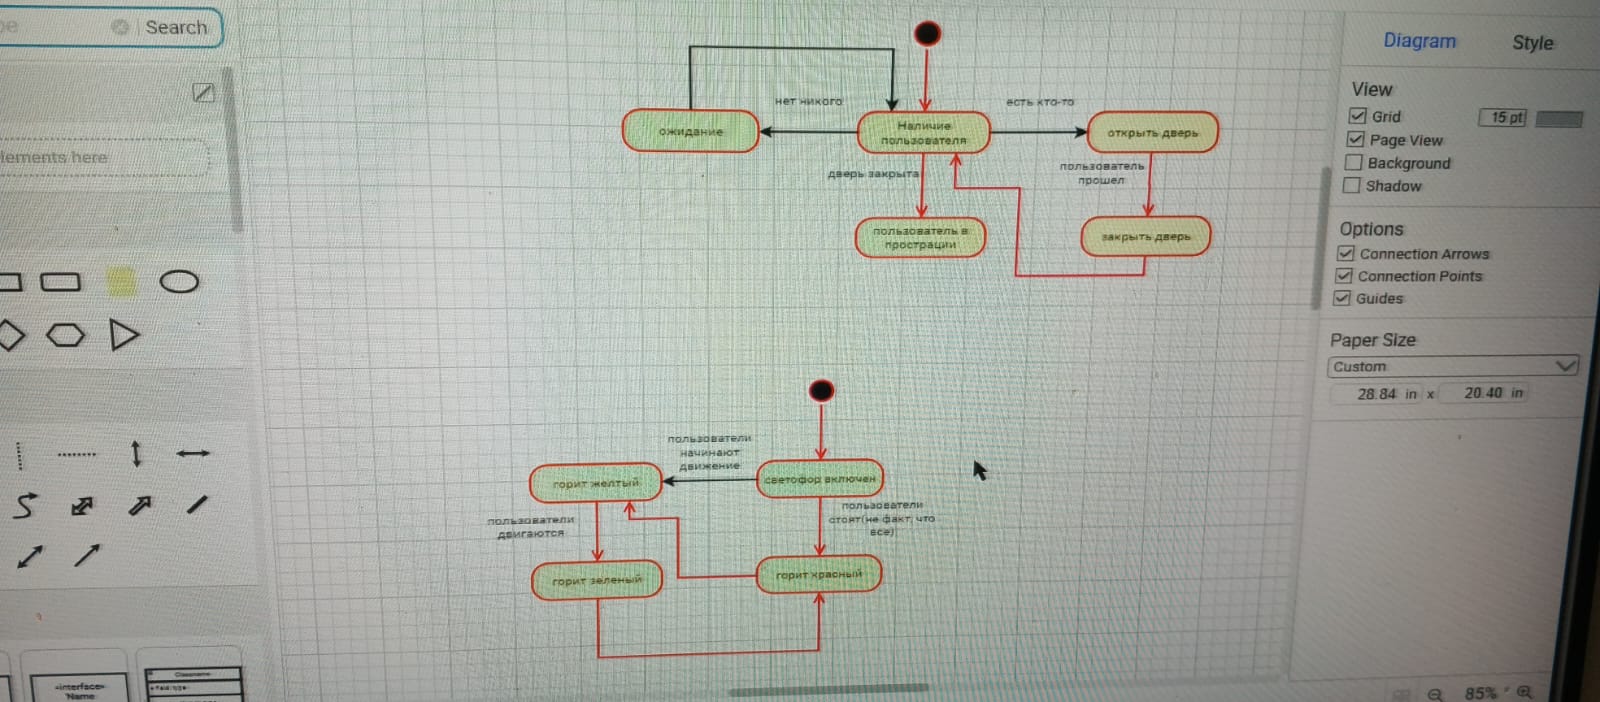 Search
lements here
«interface»
Name
Classname
нет никого
есть кто-то
ожидание
Наличие
пользователя
открыть дверь
дверь закрыта
пользователь
прошел
пользователь в
прострации
закрыть дверь
пользователи
начинают
движение
горит желтый
светофор включен
пользователи
двигаются
пользователи
стоят(не факт, что
все)
горит зеленый
горит красный
Diagram
Style
View
Grid
15 pt
Page View
Background
Shadow
Options
Connection Arrows
Connection Points
Guides
Paper Size
Custom
28.84 in x 20.40 in
85%